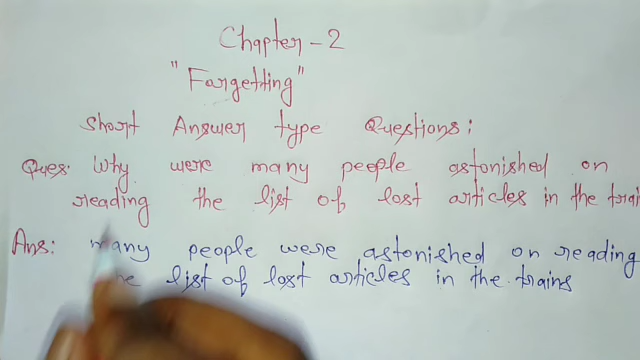 Chapter - 2
"Fargetting"
Short Answer type Questions:
Ques. Why were many people astonished on
reading the list of lost articles in the trai
Ans: many people were astonished on reading
list of lost articles in the trains